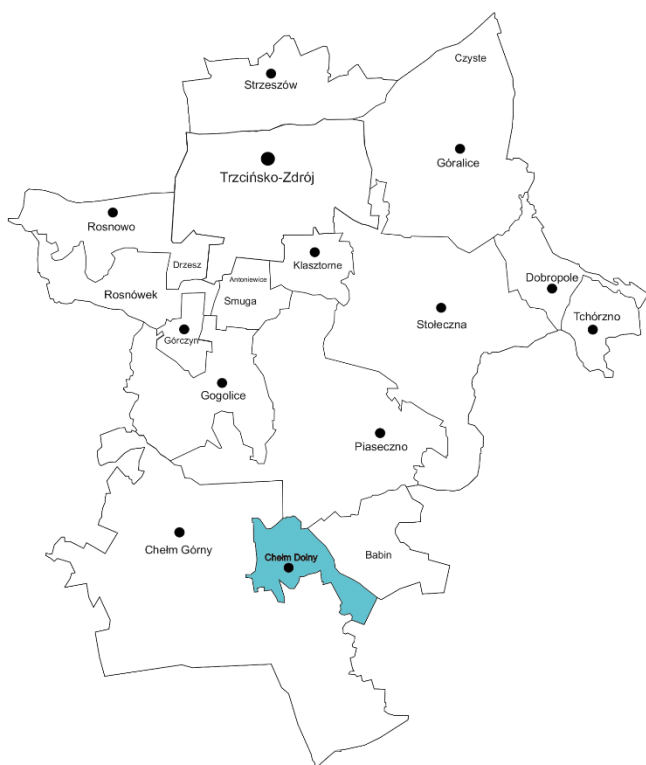 Czyste
Strzeszów
Góralice
Trzcińsko-Zdrój
Rosnowo
Drzesz
Klasztorne
Antoniewice
Dobropole
Rosnówek
Smuga
Stołeczna
Tchórzno
Górczyn
Gogolice
Piaseczno
Chełm Górny
Chełm Dolny
Babin